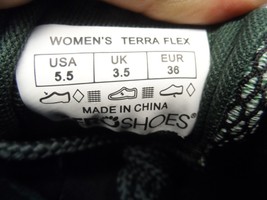 WOMEN'S TERRA FLEX
USA UK EUR
5.5 3.5 36
MADE IN CHINA
SHOES®